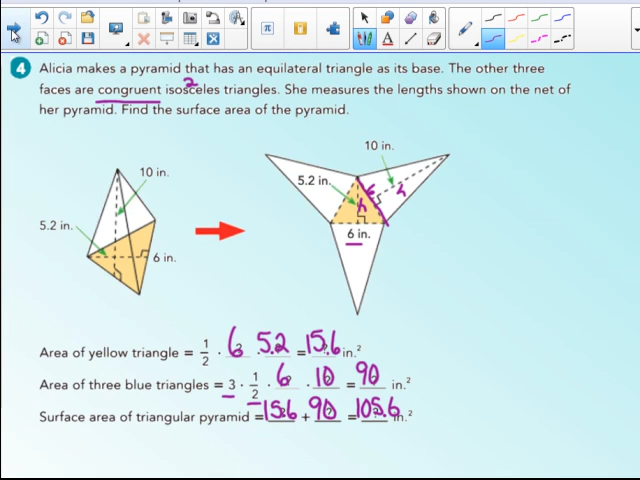 4 Alicia makes a pyramid that has an equilateral triangle as its base. The other three
faces are congruent isosceles triangles. She measures the lengths shown on the net of
her pyramid. Find the surface area of the pyramid.
2
10 in.
5.2 in.
6 in.
10 in.
5.2 in.
6 h
h
6 in.
Area of yellow triangle = 1/2 · 6 · 5.2 = 15.6 in.²
Area of three blue triangles = 3 · 1/2 · 6 · 10 = 90 in.²
Surface area of triangular pyramid = 15.6 + 90 = 105.6 in.²